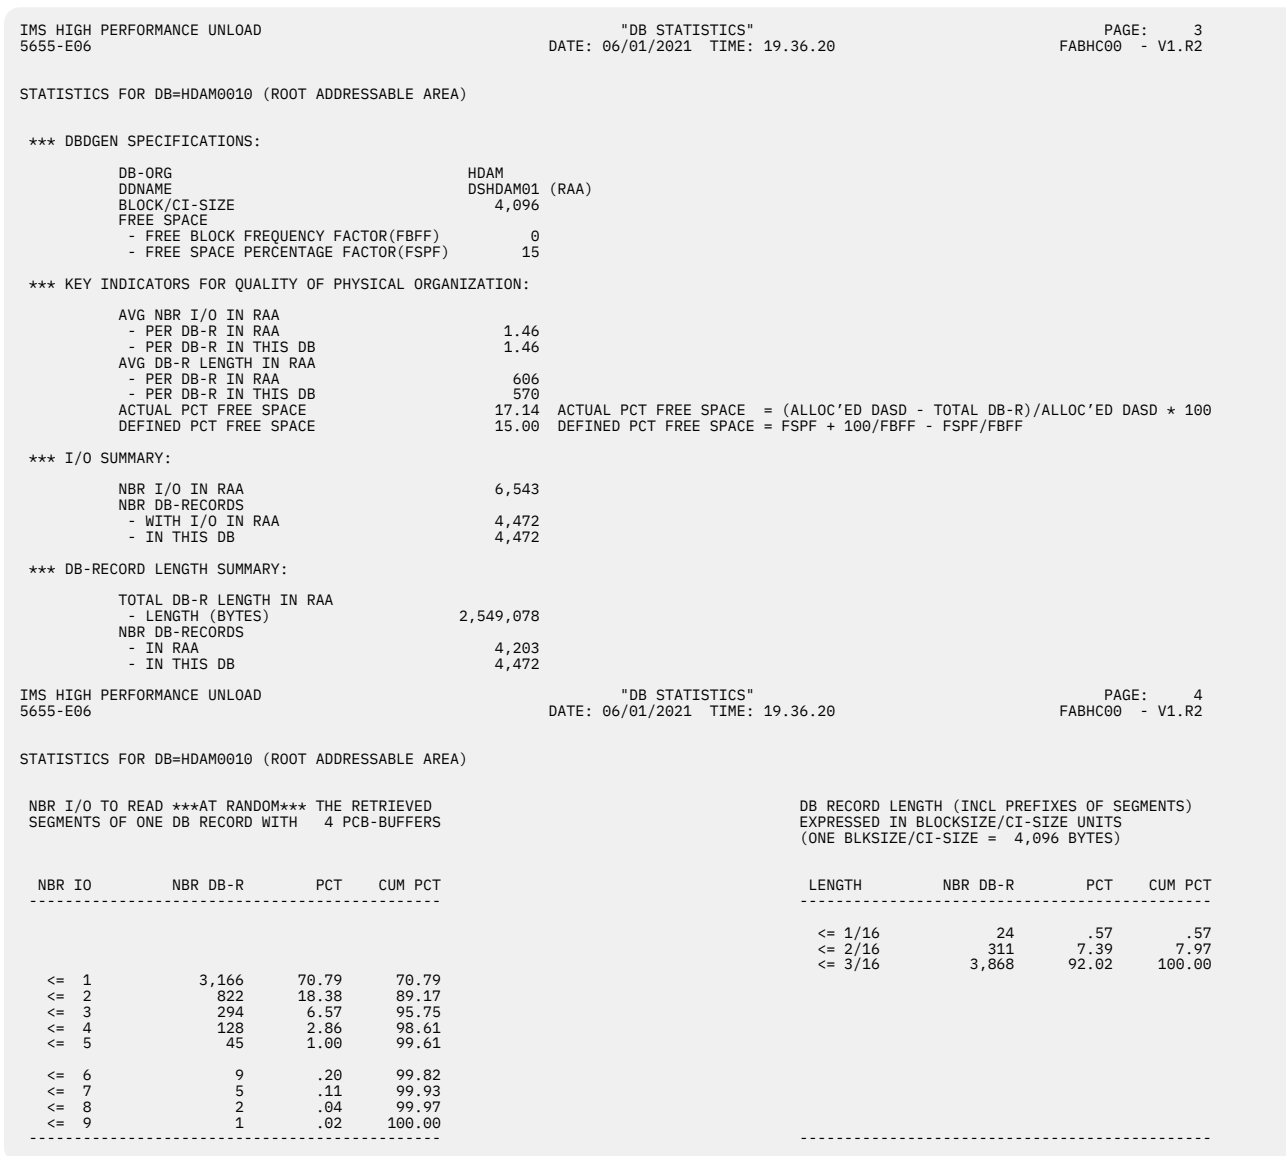 IMS HIGH PERFORMANCE UNLOAD "DB STATISTICS" PAGE: 3
5655-E06 DATE: 06/01/2021 TIME: 19.36.20 FABHC00 - V1.R2
STATISTICS FOR DB=HDAM0010 (ROOT ADDRESSABLE AREA)
*** DBDGEN SPECIFICATIONS:
DB-ORG HDAM
DDNAME DSHDAM01 (RAA)
BLOCK/CI-SIZE 4,096
FREE SPACE
- FREE BLOCK FREQUENCY FACTOR(FBFF) 0
- FREE SPACE PERCENTAGE FACTOR(FSPF) 15
*** KEY INDICATORS FOR QUALITY OF PHYSICAL ORGANIZATION:
AVG NBR I/O IN RAA
- PER DB-R IN RAA 1.46
- PER DB-R IN THIS DB 1.46
AVG DB-R LENGTH IN RAA
- PER DB-R IN RAA 606
- PER DB-R IN THIS DB 570
ACTUAL PCT FREE SPACE 17.14 ACTUAL PCT FREE SPACE = (ALLOC'ED DASD - TOTAL DB-R)/ALLOC'ED DASD * 100
DEFINED PCT FREE SPACE 15.00 DEFINED PCT FREE SPACE = FSPF + 100/FBFF - FSPF/FBFF
*** I/O SUMMARY:
NBR I/O IN RAA 6,543
NBR DB-RECORDS
- WITH I/O IN RAA 4,472
- IN THIS DB 4,472
*** DB-RECORD LENGTH SUMMARY:
TOTAL DB-R LENGTH IN RAA
- LENGTH (BYTES) 2,549,078
NBR DB-RECORDS
- IN RAA 4,203
- IN THIS DB 4,472
IMS HIGH PERFORMANCE UNLOAD "DB STATISTICS" PAGE: 4
5655-E06 DATE: 06/01/2021 TIME: 19.36.20 FABHC00 - V1.R2
STATISTICS FOR DB=HDAM0010 (ROOT ADDRESSABLE AREA)
NBR I/O TO READ ***AT RANDOM*** THE RETRIEVED DB RECORD LENGTH (INCL PREFIXES OF SEGMENTS)
SEGMENTS OF ONE DB RECORD WITH 4 PCB-BUFFERS EXPRESSED IN BLOCKSIZE/CI-SIZE UNITS
(ONE BLKSIZE/CI-SIZE = 4,096 BYTES)
NBR IO NBR DB-R PCT CUM PCT LENGTH NBR DB-R PCT CUM PCT
---------------------------------------------- ----------------------------------------------
<= 1/16 24 .57 .57
<= 2/16 311 7.39 7.97
<= 3/16 3,868 92.02 100.00
<= 1 3,166 70.79 70.79
<= 2 822 18.38 89.17
<= 3 294 6.57 95.75
<= 4 128 2.86 98.61
<= 5 45 1.00 99.61
<= 6 9 .20 99.82
<= 7 5 .11 99.93
<= 8 2 .04 99.97
<= 9 1 .02 100.00
---------------------------------------------- ----------------------------------------------